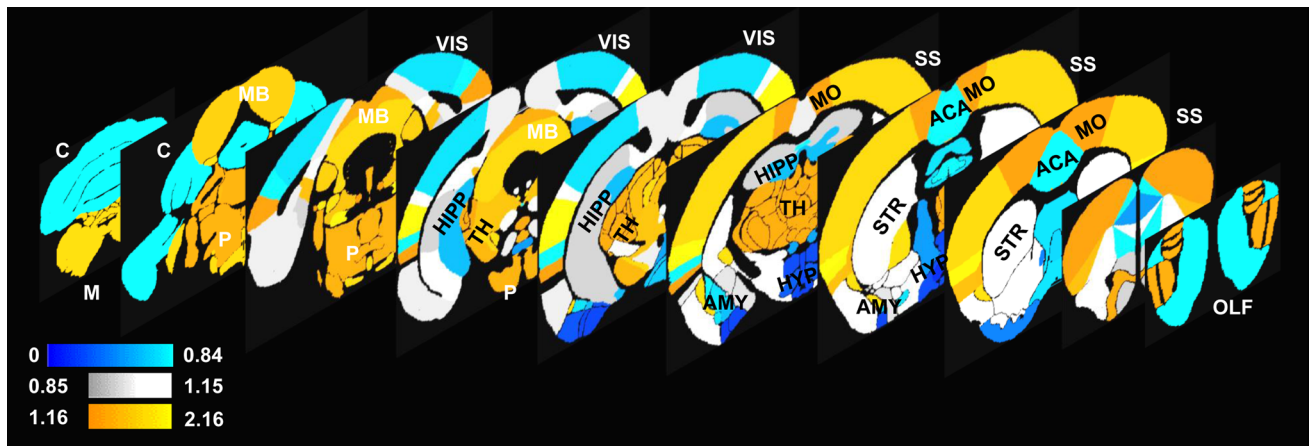 VIS
VIS
VIS
SS
SS
SS
MB
MB
MB
MO
MO
MO
ACA
ACA
C
C
HIPP
HIPP
HIPP
TH
TH
TH
STR
STR
P
P
P
M
AMY
AMY
HYP
HYP
OLF
0 0.84
0.85 1.15
1.16 2.16